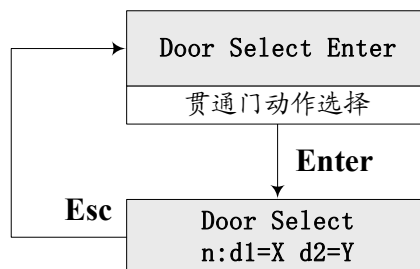 Door Select Enter
贯通门动作选择
Enter
Esc
Door Select
n:d1=X d2=Y